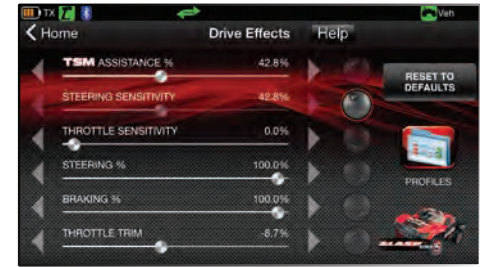 TX Veh
Home Drive Effects Help
TSM ASSISTANCE % 42.8%
STEERING SENSITIVITY 42.8%
THROTTLE SENSITIVITY 0.0%
STEERING % 100.0%
BRAKING % 100.0%
THROTTLE TRIM -8.7%
RESET TO
DEFAULTS
PROFILES
SLASH